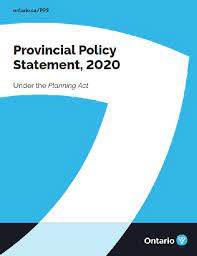 ontario.ca/PPS
Provincial Policy
Statement, 2020
Under the Planning Act
Ontario